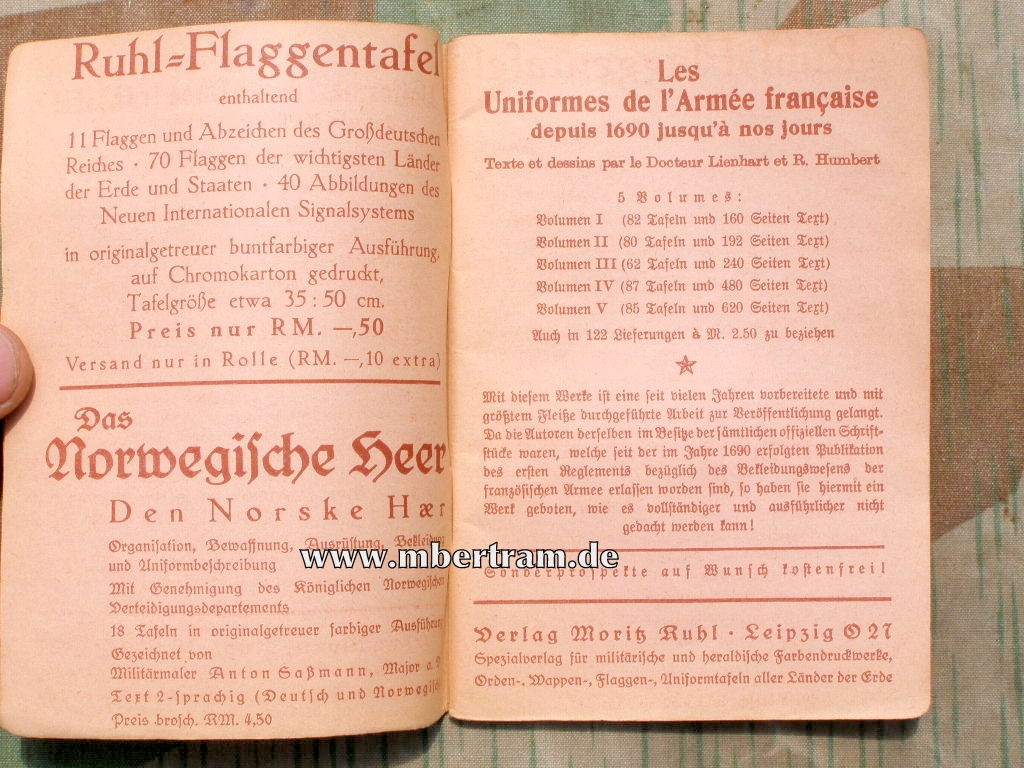 Ruhl=Flaggentafel
enthaltend
11 Flaggen und Abzeichen des Großdeutschen
Reiches · 70 Flaggen der wichtigsten Länder
der Erde und Staaten · 40 Abbildungen des
Neuen Internationalen Signalsystems
in originalgetreuer buntfarbiger Ausführung,
auf Chromokarton gedruckt,
Tafelgröße etwa 35 : 50 cm.
Preis nur RM. —,50
Versand nur in Rolle (RM. —,10 extra)
Das
Norwegische Heer
Den Norske Hær
Organisation, Bewaffnung, Ausrüstung, Bekleidung
und Uniformbeschreibung
Mit Genehmigung des Königlichen Norwegischen
Verteidigungsdepartements
18 Tafeln in originalgetreuer farbiger Ausführung
Gezeichnet von
Militärmaler Anton Saßmann, Major a.
Text 2-sprachig (Deutsch und Norwegisch
Preis brosch. RM. 4,50
Les
Uniformes de l'Armée française
depuis 1690 jusqu'à nos jours
Texte et dessins par le Docteur Lienhart et R. Humbert
5 Volumes:
Volumen I (82 Tafeln und 160 Seiten Text)
Volumen II (80 Tafeln und 192 Seiten Text)
Volumen III (62 Tafeln und 240 Seiten Text)
Volumen IV (87 Tafeln und 480 Seiten Text)
Volumen V (85 Tafeln und 620 Seiten Text)
Auch in 122 Lieferungen à M. 2.50 zu beziehen
Mit diesem Werke ist eine seit vielen Jahren vorbereitete und mit
größtem Fleiße durchgeführte Arbeit zur Veröffentlichung gelangt.
Da die Autoren derselben im Besitze der sämtlichen offiziellen Schrift-
stücke waren, welche seit der im Jahre 1690 erfolgten Publikation
des ersten Reglements bezüglich des Bekleidungswesens der
französischen Armee erlassen worden sind, so haben sie hiermit ein
Werk geboten, wie es vollständiger und ausführlicher nicht
gedacht werden kann!
www.mbertram.de
Sonderprospekte auf Wunsch kostenfrei!
Verlag Moritz Ruhl · Leipzig O 27
Spezialverlag für militärische und heraldische Farbendruckwerke,
Orden-, Wappen-, Flaggen-, Uniformtafeln aller Länder der Erde